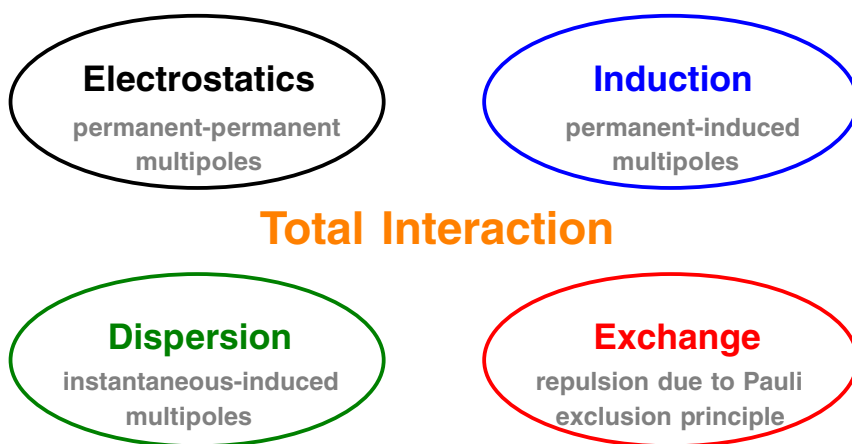 Electrostatics
permanent-permanent
multipoles
Induction
permanent-induced
multipoles
Total Interaction
Dispersion
instantaneous-induced
multipoles
Exchange
repulsion due to Pauli
exclusion principle